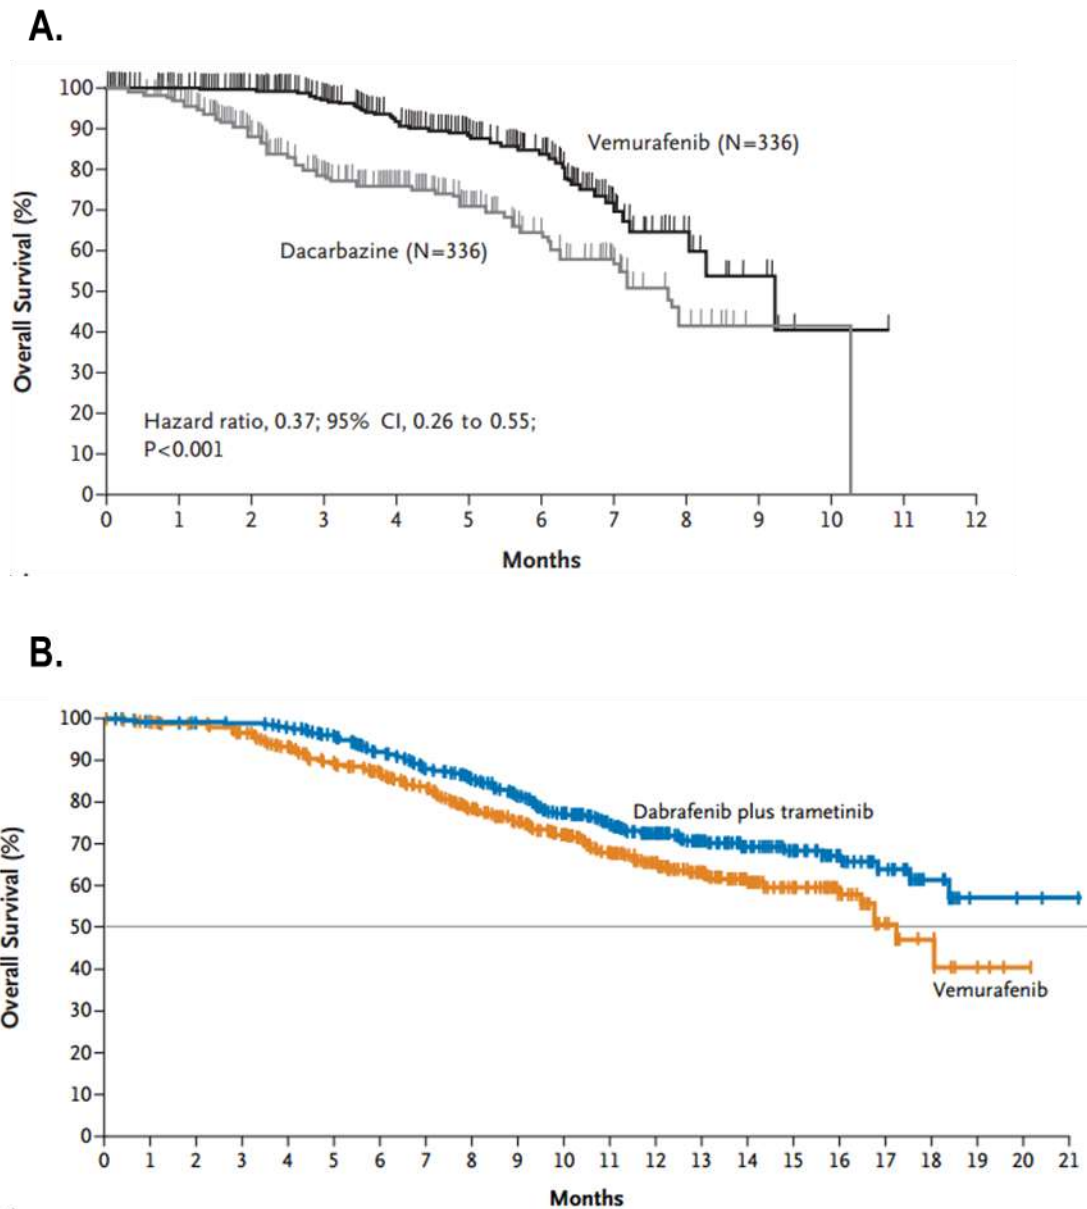 A.
100
90
80
70
60
50
40
30
20
10
0
Overall Survival (%)
Vemurafenib (N=336)
Dacarbazine (N=336)
Hazard ratio, 0.37; 95% CI, 0.26 to 0.55;
P<0.001
0 1 2 3 4 5 6 7 8 9 10 11 12
Months
B.
100
90
80
70
60
50
40
30
20
10
0
Overall Survival (%)
Dabrafenib plus trametinib
Vemurafenib
0 1 2 3 4 5 6 7 8 9 10 11 12 13 14 15 16 17 18 19 20 21
Months